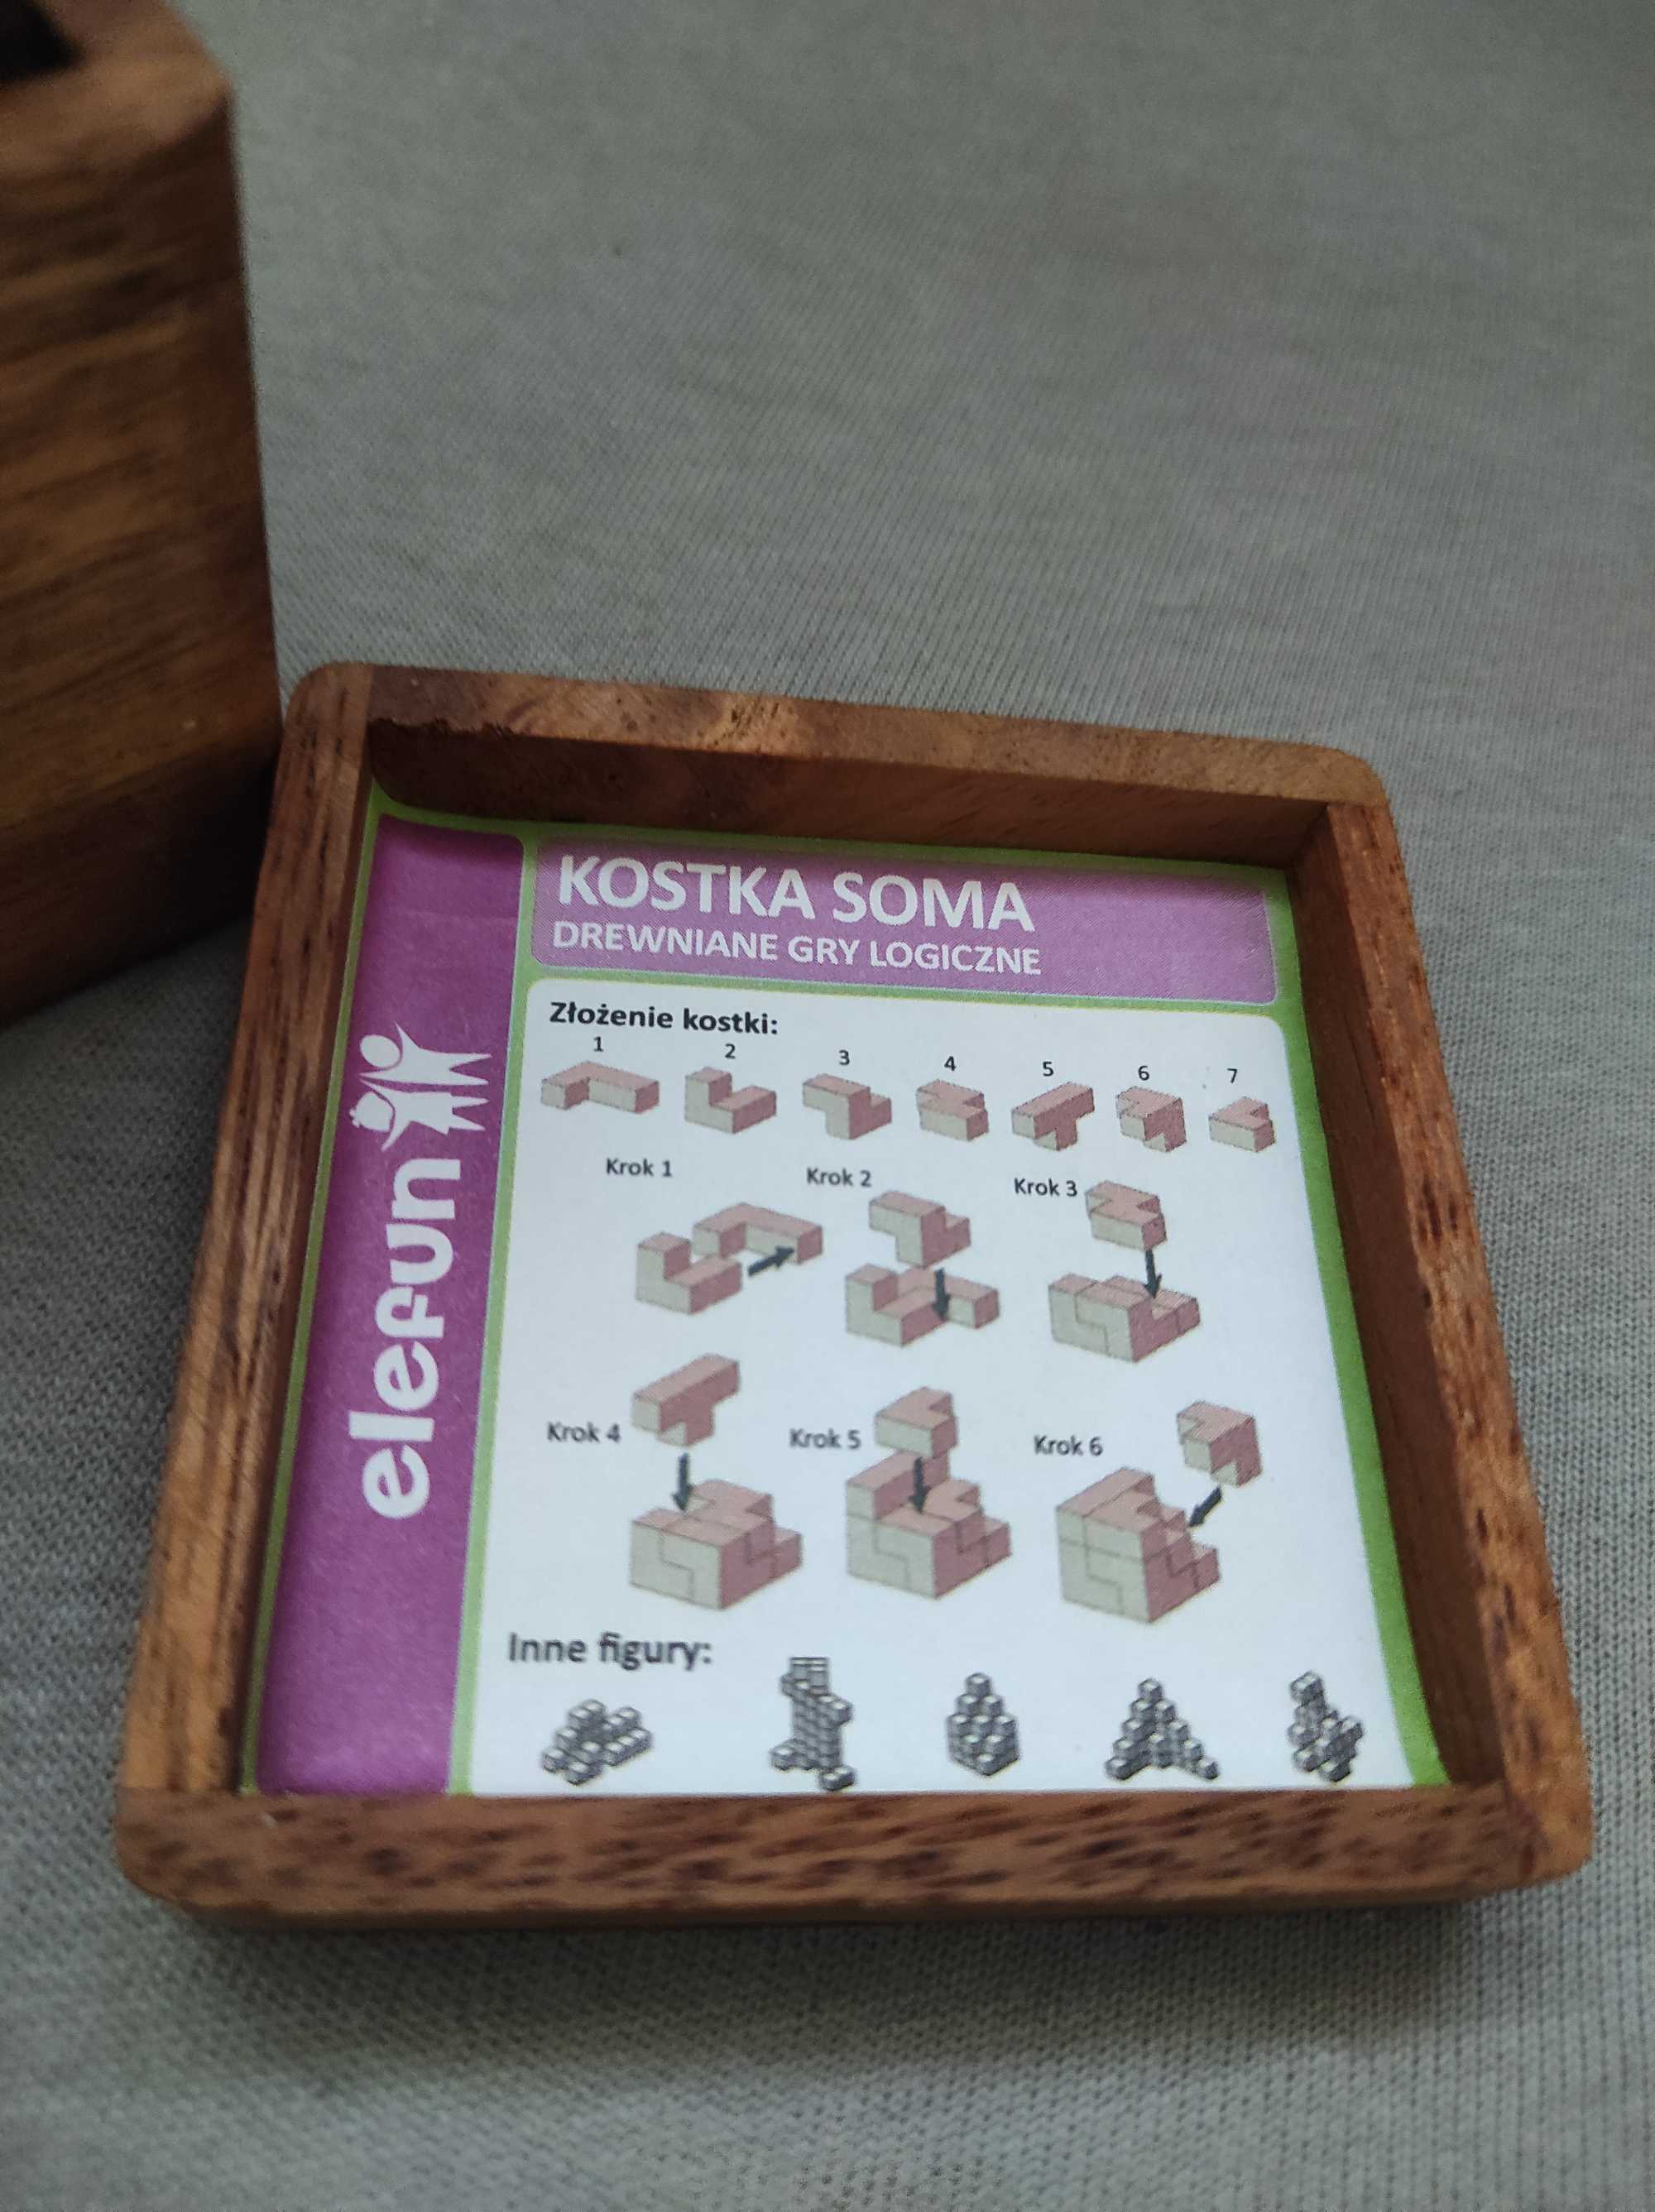 KOSTKA SOMA
DREWNIANE GRY LOGICZNE
elefun
Złożenie kostki:
1 2 3 4 5 6 7
Krok 1 Krok 2 Krok 3
Krok 4 Krok 5 Krok 6
Inne figury: